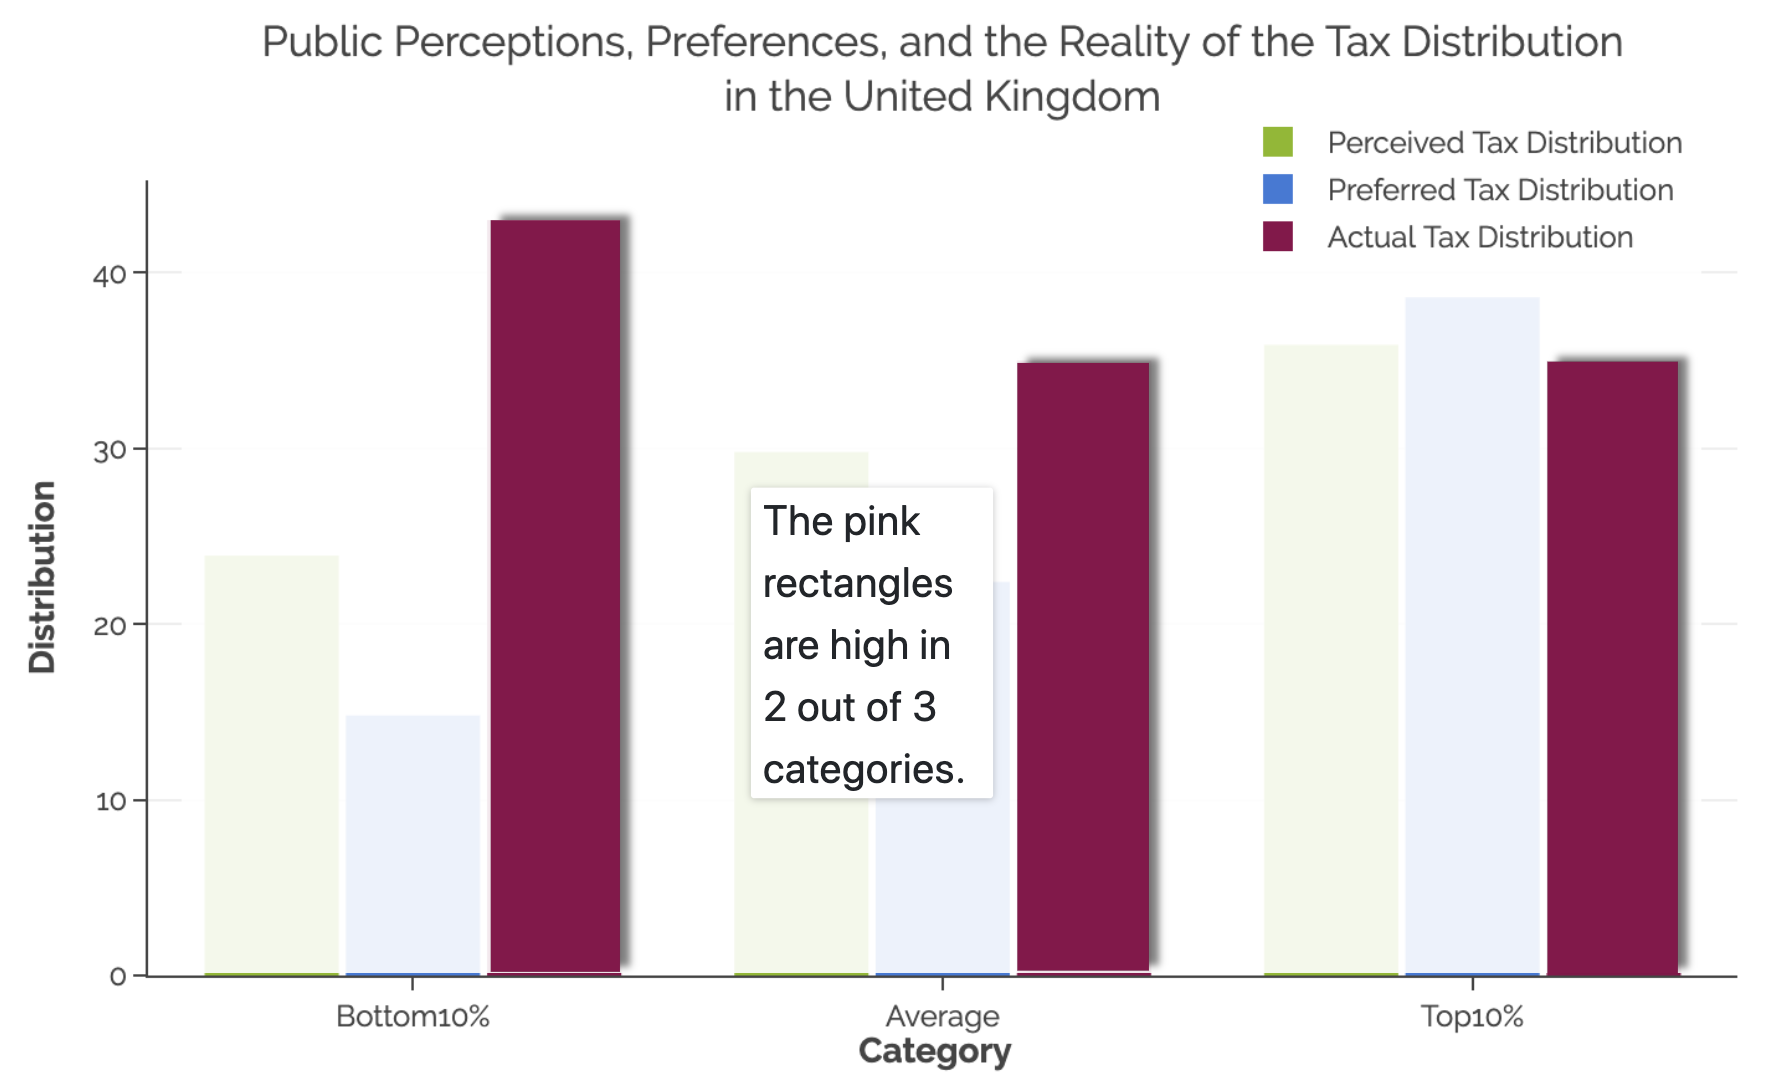 Public Perceptions, Preferences, and the Reality of the Tax Distribution
in the United Kingdom
Perceived Tax Distribution
Preferred Tax Distribution
Actual Tax Distribution
Distribution
40
30
20
10
0
The pink
rectangles
are high in
2 out of 3
categories.
Bottom10%
Average
Top10%
Category